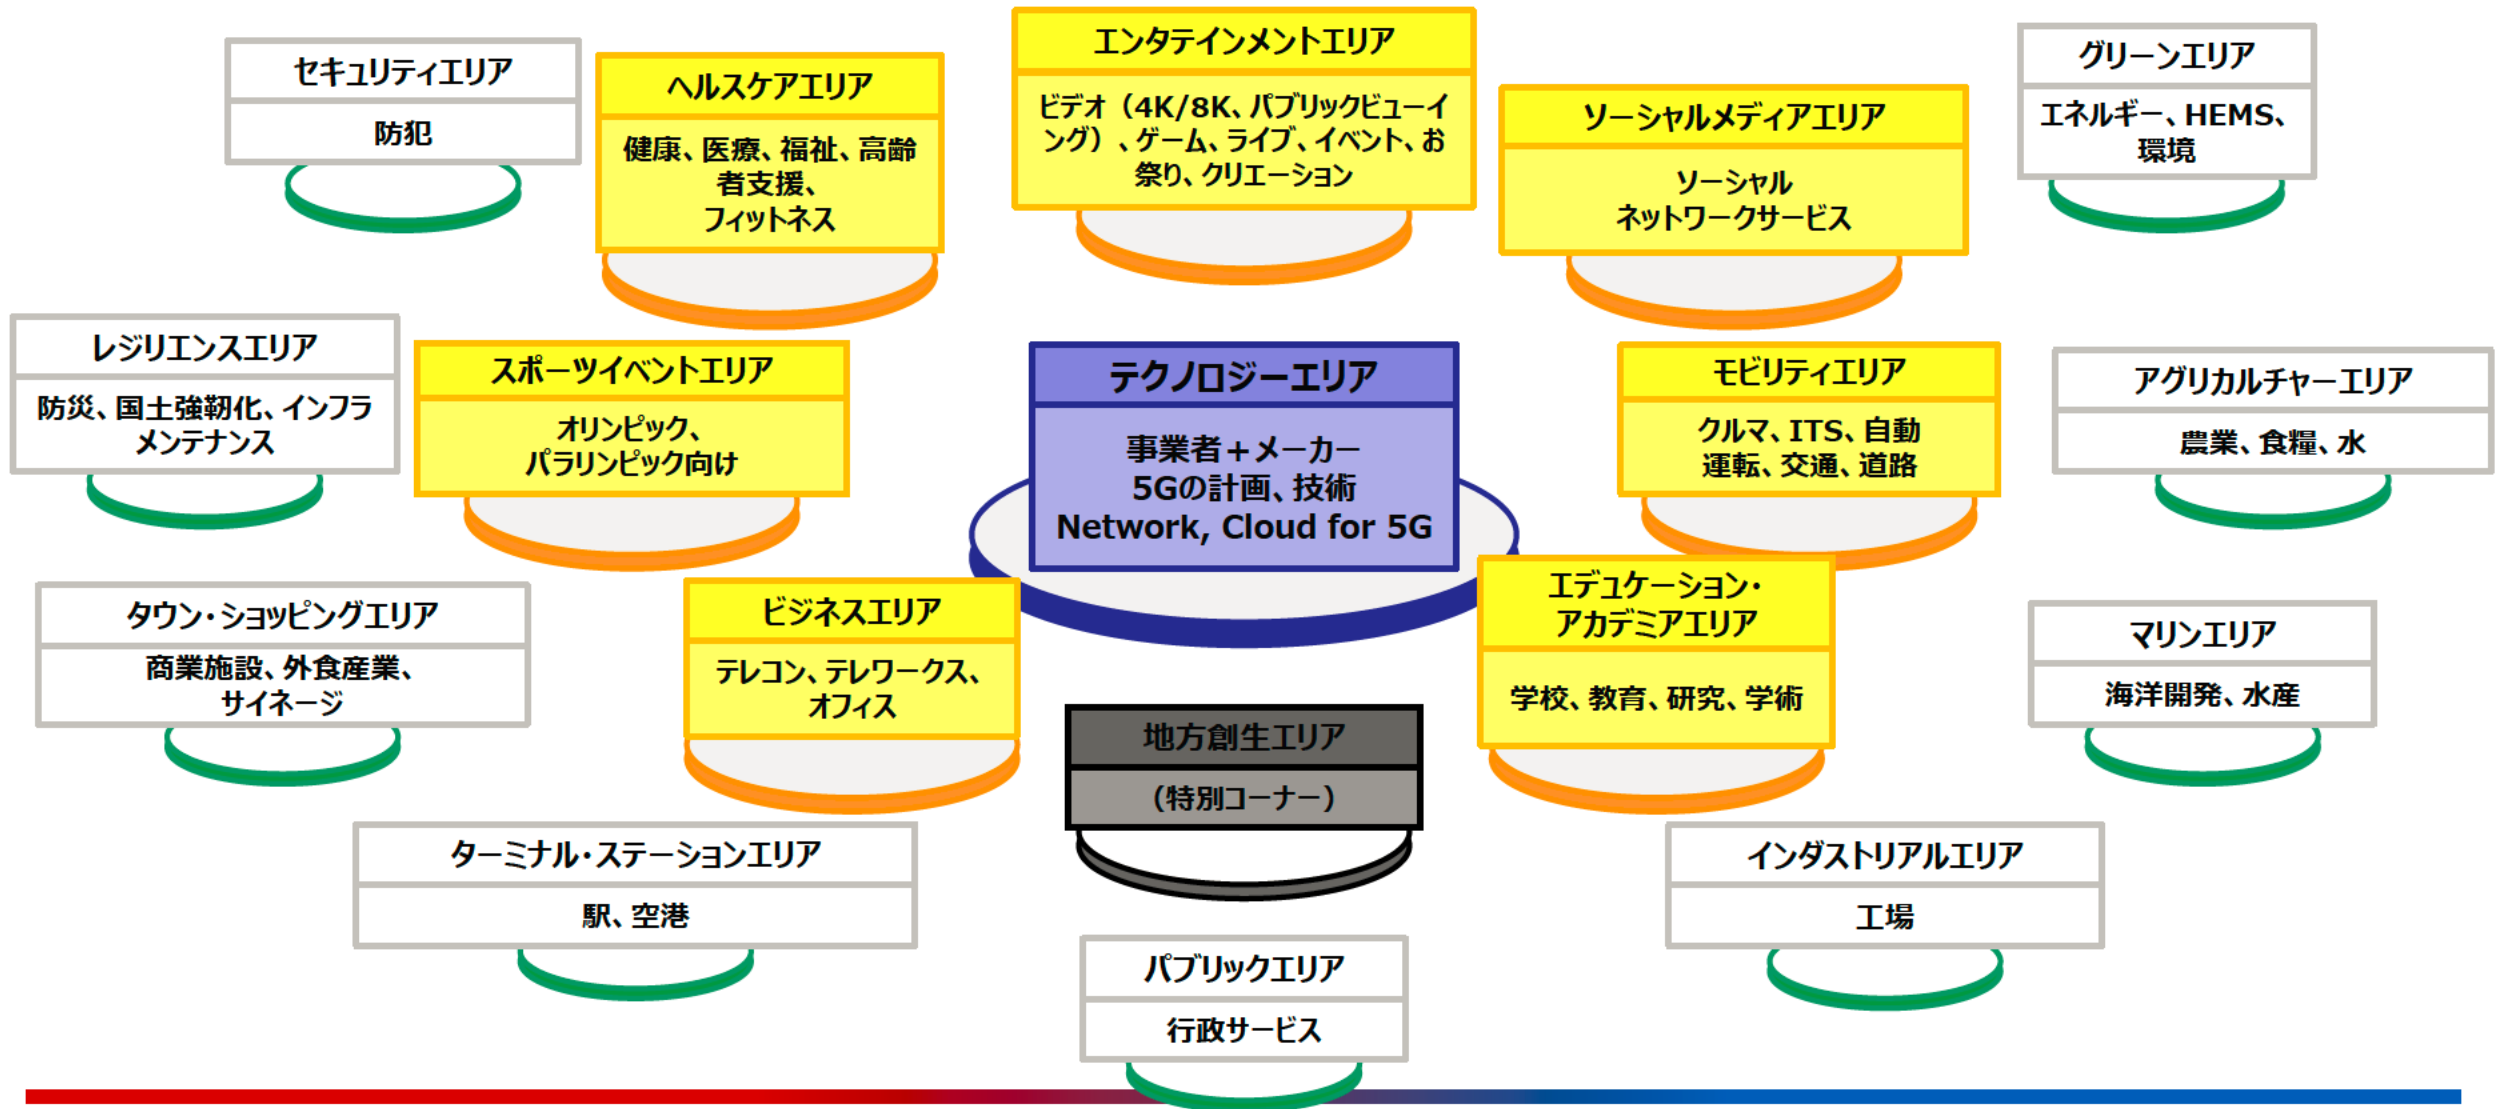 セキュリティエリア
防犯
ヘルスケアエリア
健康、医療、福祉、高齢
者支援、
フィットネス
エンタテインメントエリア
ビデオ（4K/8K、パブリックビューイ
ング）、ゲーム、ライブ、イベント、お
祭り、クリエーション
ソーシャルメディアエリア
ソーシャル
ネットワークサービス
グリーンエリア
エネルギー、HEMS、
環境
レジリエンスエリア
防災、国土強靭化、インフラ
メンテナンス
スポーツイベントエリア
オリンピック、
パラリンピック向け
テクノロジーエリア
事業者+メーカー
5Gの計画、技術
Network, Cloud for 5G
モビリティエリア
クルマ、ITS、自動
運転、交通、道路
アグリカルチャーエリア
農業、食糧、水
タウン・ショッピングエリア
商業施設、外食産業、
サイネージ
ビジネスエリア
テレコン、テレワークス、
オフィス
エデュケーション・
アカデミアエリア
学校、教育、研究、学術
マリンエリア
海洋開発、水産
地方創生エリア
（特別コーナー）
ターミナル・ステーションエリア
駅、空港
インダストリアルエリア
工場
パブリックエリア
行政サービス